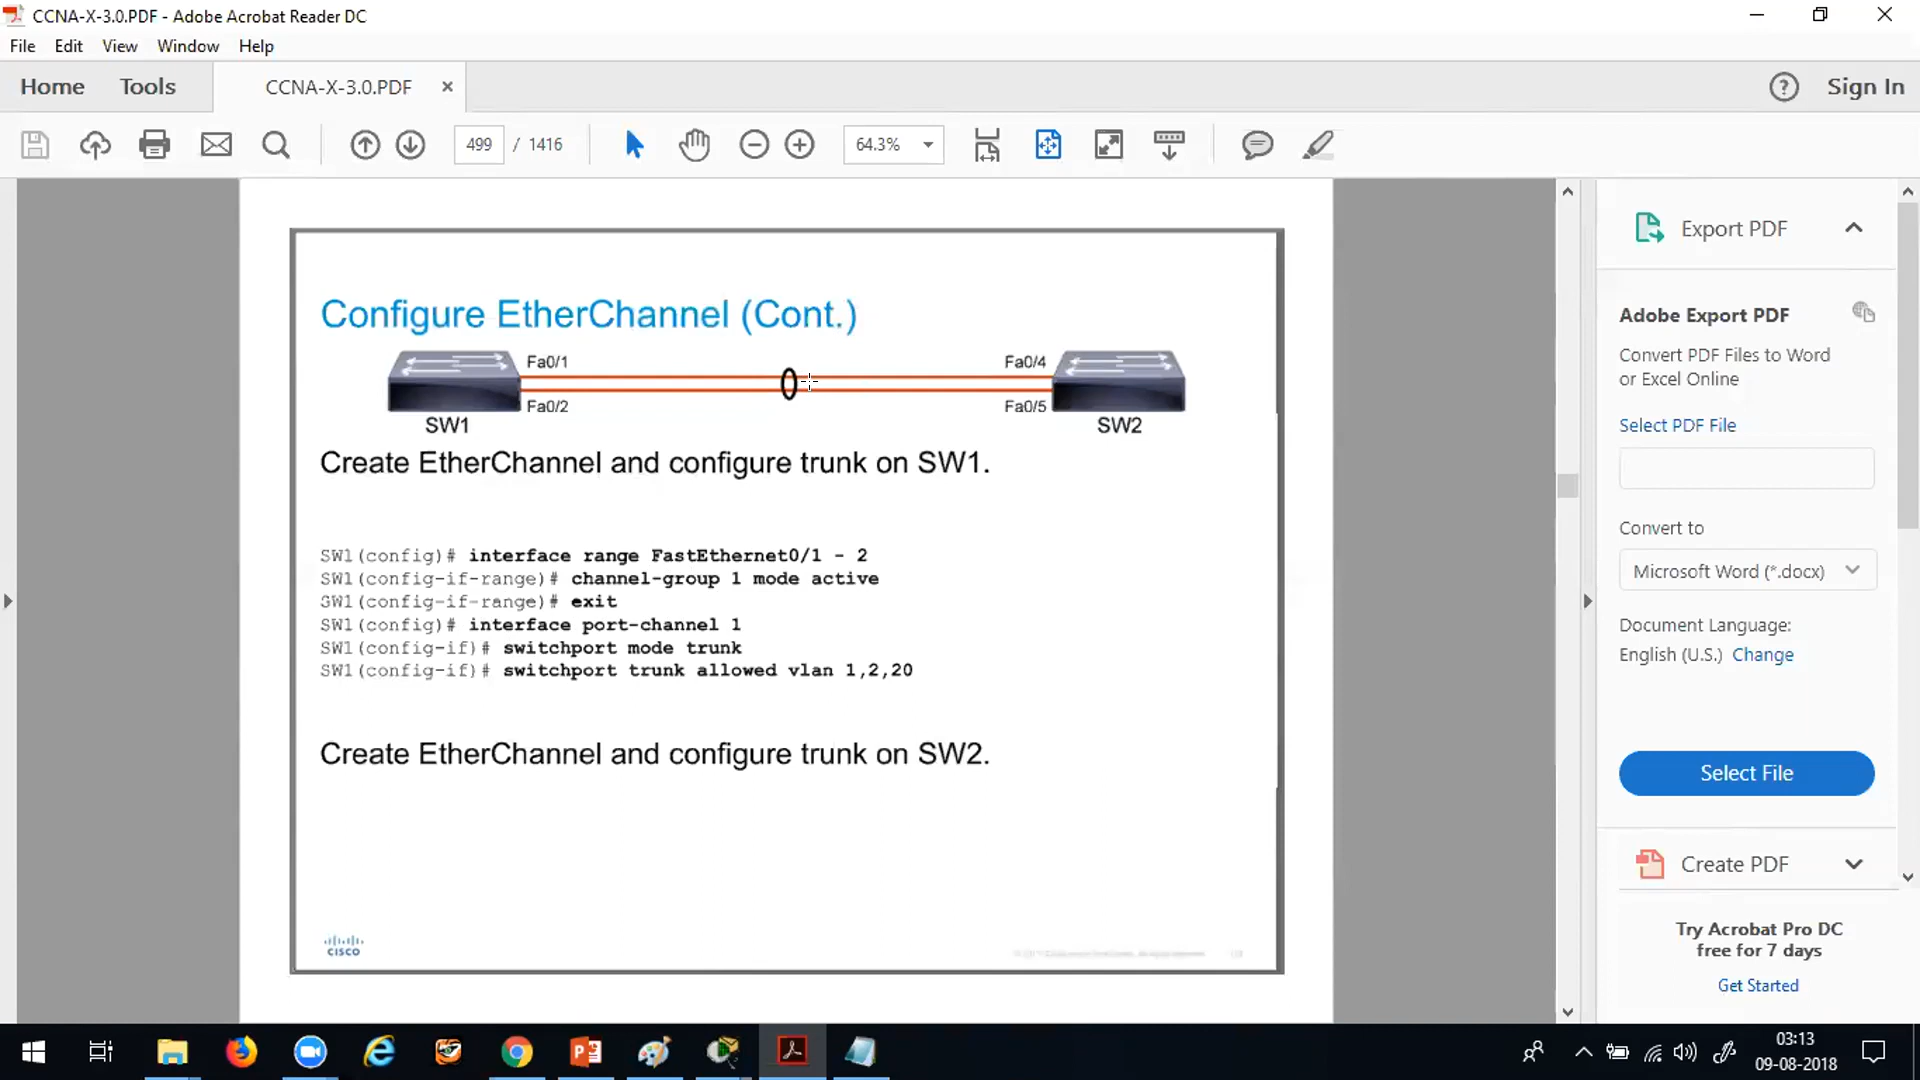 CCNA-X-3.0.PDF - Adobe Acrobat Reader DC
File Edit View Window Help
Home Tools CCNA-X-3.0.PDF × Sign In
499 / 1416 64.3%
Configure EtherChannel (Cont.)
Fa0/1 Fa0/4
Fa0/2 Fa0/5
SW1 SW2
Create EtherChannel and configure trunk on SW1.
SW1(config)# interface range FastEthernet0/1 - 2
SW1(config-if-range)# channel-group 1 mode active
SW1(config-if-range)# exit
SW1(config)# interface port-channel 1
SW1(config-if)# switchport mode trunk
SW1(config-if)# switchport trunk allowed vlan 1,2,20
Create EtherChannel and configure trunk on SW2.
CISCO
Export PDF
Adobe Export PDF
Convert PDF Files to Word
or Excel Online
Select PDF File
Convert to
Microsoft Word (*.docx)
Document Language:
English (U.S.) Change
Select File
Create PDF
Try Acrobat Pro DC
free for 7 days
Get Started
03:13
09-08-2018